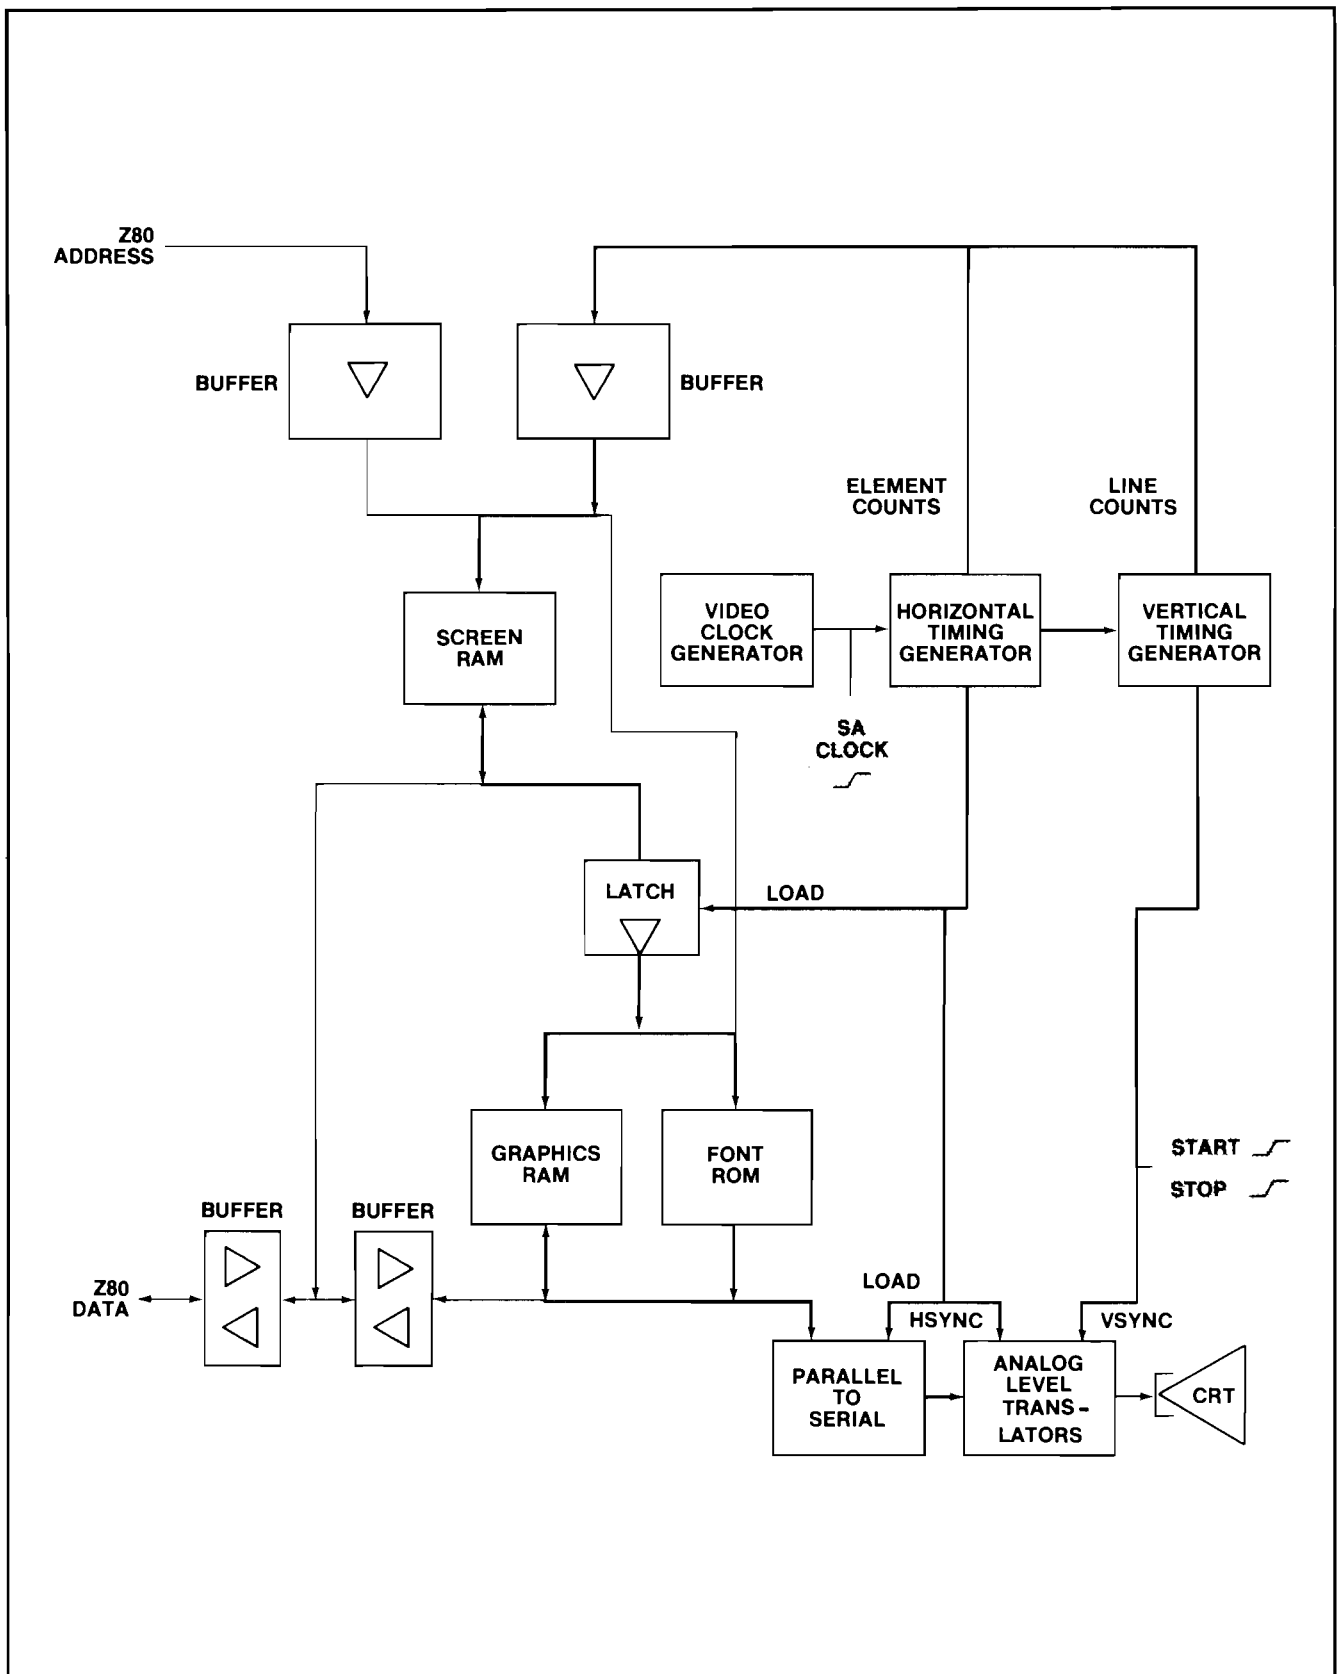 Z80
ADDRESS
BUFFER
BUFFER
ELEMENT
COUNTS
LINE
COUNTS
VIDEO
CLOCK
GENERATOR
HORIZONTAL
TIMING
GENERATOR
VERTICAL
TIMING
GENERATOR
SCREEN
RAM
SA
CLOCK
LATCH
LOAD
GRAPHICS
RAM
FONT
ROM
START
STOP
BUFFER
BUFFER
Z80
DATA
LOAD
HSYNC
VSYNC
PARALLEL
TO
SERIAL
ANALOG
LEVEL
TRANS-
LATORS
CRT